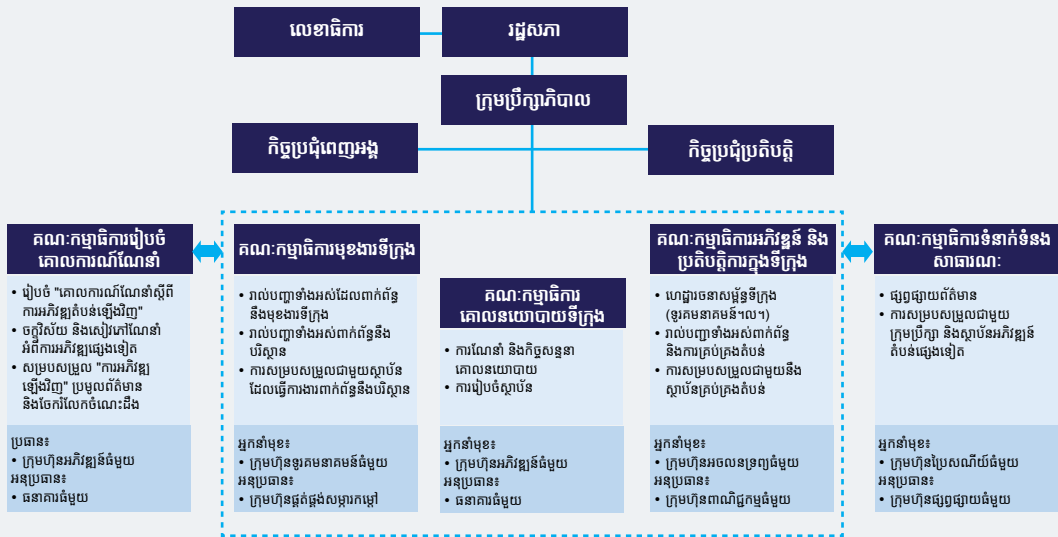 លេខាធិការ
រដ្ឋសភា
ក្រុមប្រឹក្សាភិបាល
កិច្ចប្រជុំពេញអង្គ
កិច្ចប្រជុំប្រតិបត្តិ
គណៈកម្មាធិការរៀបចំ
គោលការណ៍ណែនាំ
• រៀបចំ "គោលការណ៍ណែនាំស្តីពី
ការអភិវឌ្ឍតំបន់ឡើងវិញ"
• ចក្ខុវិស័យ និងសៀវភៅណែនាំ
អំពីការអភិវឌ្ឍផ្សេងទៀត
• សម្របសម្រួល "ការអភិវឌ្ឍ
ឡើងវិញ" ប្រមូលព័ត៌មាន
និងចែករំលែកចំណេះដឹង
ប្រធាន៖
• ក្រុមហ៊ុនអភិវឌ្ឍន៍ធំមួយ
អនុប្រធាន៖
• ធនាគារធំមួយ
គណៈកម្មាធិការមុខងារទីក្រុង
• រាល់បញ្ហាទាំងអស់ដែលពាក់ព័ន្ធ
នឹងមុខងារទីក្រុង
• រាល់បញ្ហាទាំងអស់ពាក់ព័ន្ធនឹង
បរិស្ថាន
• ការសម្របសម្រួលជាមួយស្ថាប័ន
ដែលធ្វើការងារពាក់ព័ន្ធនឹងបរិស្ថាន
អ្នកនាំមុខ៖
• ក្រុមហ៊ុនទូរគមនាគមន៍ធំមួយ
អនុប្រធាន៖
• ក្រុមហ៊ុនផ្គត់ផ្គង់សម្ភារកម្តៅ
គណៈកម្មាធិការ
គោលនយោបាយទីក្រុង
• ការណែនាំ និងកិច្ចសន្ទនា
គោលនយោបាយ
• ការរៀបចំស្ថាប័ន
អ្នកនាំមុខ៖
• ក្រុមហ៊ុនអភិវឌ្ឍន៍ធំមួយ
អនុប្រធាន៖
• ធនាគារធំមួយ
គណៈកម្មាធិការអភិវឌ្ឍន៍ និង
ប្រតិបត្តិការក្នុងទីក្រុង
• ហេដ្ឋារចនាសម្ព័ន្ធទីក្រុង
(ទូរគមនាគមន៍។ល។)
• រាល់បញ្ហាទាំងអស់ពាក់ព័ន្ធ
និងការគ្រប់គ្រងតំបន់
• ការសម្របសម្រួលជាមួយនឹង
ស្ថាប័នគ្រប់គ្រងតំបន់
អ្នកនាំមុខ៖
• ក្រុមហ៊ុនអចលនទ្រព្យធំមួយ
អនុប្រធាន៖
• ក្រុមហ៊ុនពាណិជ្ជកម្មធំមួយ
គណៈកម្មាធិការទំនាក់ទំនង
សាធារណៈ
• ផ្សព្វផ្សាយព័ត៌មាន
• ការសម្របសម្រួលជាមួយ
ក្រុមប្រឹក្សា និងស្ថាប័នអភិវឌ្ឍន៍
តំបន់ផ្សេងទៀត
អ្នកនាំមុខ៖
• ក្រុមហ៊ុនប្រៃសណីយ៍ធំមួយ
អនុប្រធាន៖
• ក្រុមហ៊ុនផ្សព្វផ្សាយធំមួយ